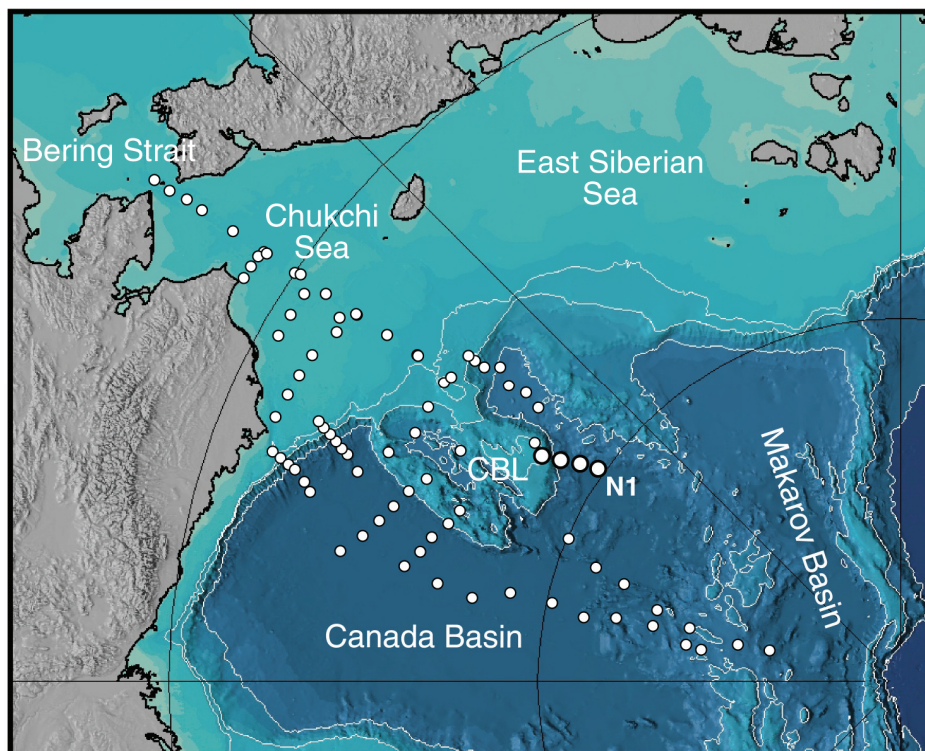 Bering Strait
East Siberian
Sea
Chukchi
Sea
CBL
N1
Makarov Basin
Canada Basin